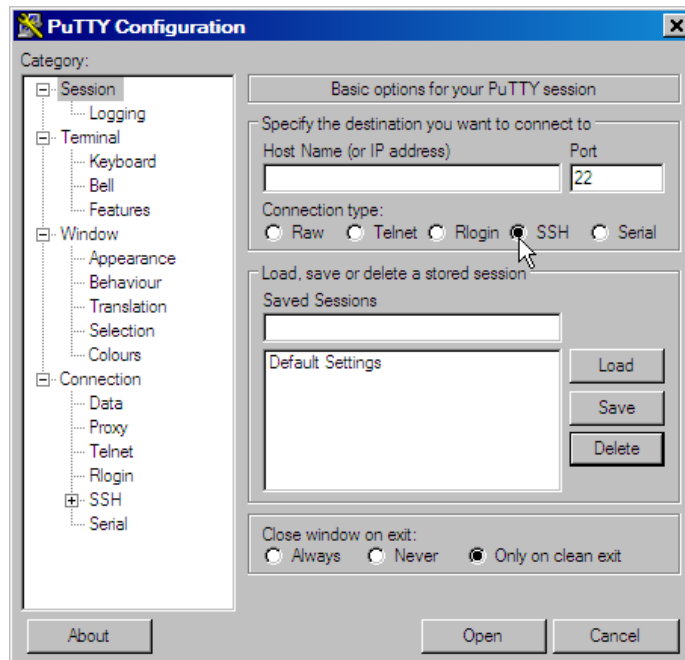 PuTTY Configuration
Category:
Session
Logging
Terminal
Keyboard
Bell
Features
Window
Appearance
Behaviour
Translation
Selection
Colours
Connection
Data
Proxy
Telnet
Rlogin
SSH
Serial
Basic options for your PuTTY session
Specify the destination you want to connect to
Host Name (or IP address) Port
22
Connection type:
Raw Telnet Rlogin SSH Serial
Load, save or delete a stored session
Saved Sessions
Default Settings
Load
Save
Delete
Close window on exit:
Always Never Only on clean exit
About Open Cancel